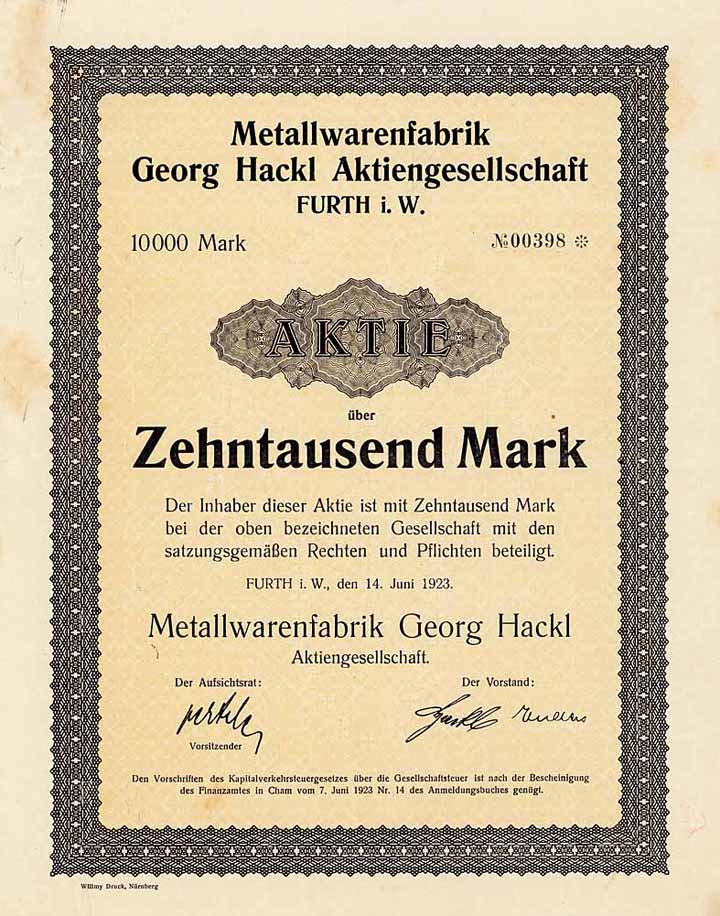 Metallwarenfabrik
Georg Hackl Aktiengesellschaft
FURTH i. W.
10000 Mark
№ 00398 ✻
AKTIE
über
Zehntausend Mark
Der Inhaber dieser Aktie ist mit Zehntausend Mark
bei der oben bezeichneten Gesellschaft mit den
satzungsgemäßen Rechten und Pflichten beteiligt.
FURTH i. W., den 14. Juni 1923.
Metallwarenfabrik Georg Hackl
Aktiengesellschaft.
Der Aufsichtsrat:
Der Vorstand:
Vorsitzender
Den Vorschriften des Kapitalverkehrsteuergesetzes über die Gesellschaftsteuer ist nach der Bescheinigung
des Finanzamtes in Cham vom 7. Juni 1923 Nr. 14 des Anmeldungsbuches genügt.
Willmy Druck, Nürnberg